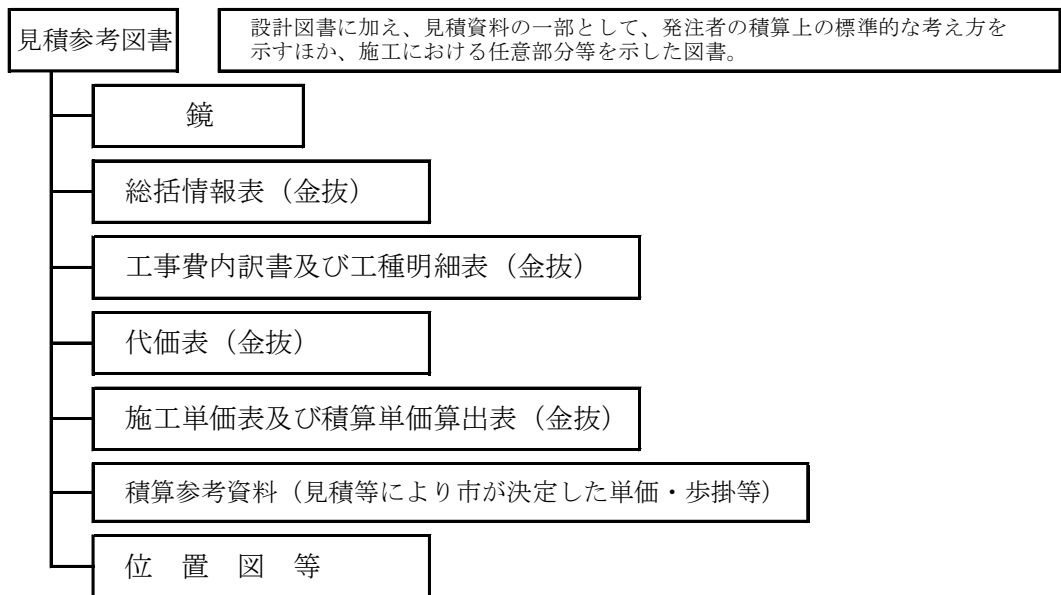 見積参考図書
設計図書に加え、見積資料の一部として、発注者の積算上の標準的な考え方を
示すほか、施工における任意部分等を示した図書。
鏡
総括情報表（金抜）
工事費内訳書及び工種明細表（金抜）
代価表（金抜）
施工単価表及び積算単価算出表（金抜）
積算参考資料（見積等により市が決定した単価・歩掛等）
位　置　図　等